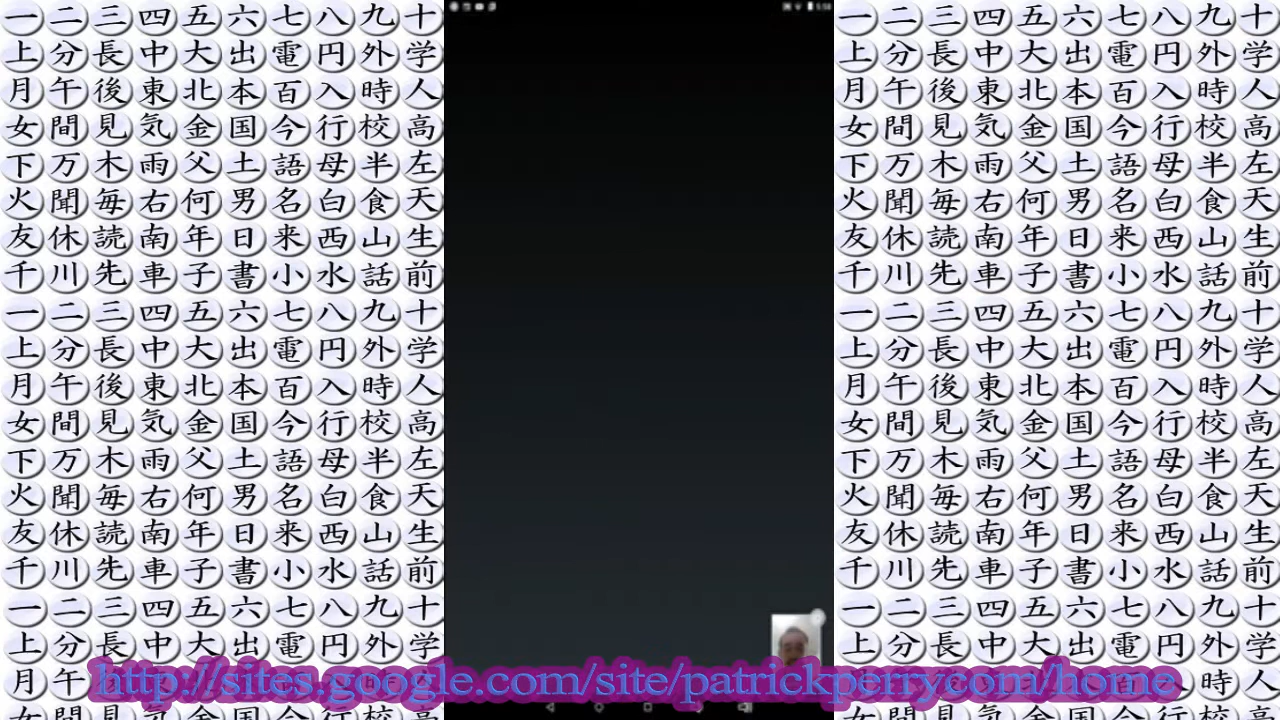 一 二 三 四 五 六 七 八 九 十 一 二 三 四 五 六 七 八 九 十
5:58
上 分 長 中 大 出 電 円 外 学 上 分 長 中 大 出 電 円 外 学
月 午 後 東 北 本 百 入 時 人 月 午 後 東 北 本 百 入 時 人
女 間 見 気 金 国 今 行 校 高 女 間 見 気 金 国 今 行 校 高
下 万 木 雨 父 土 語 母 半 左 下 万 木 雨 父 土 語 母 半 左
火 聞 毎 右 何 男 名 白 食 天 火 聞 毎 右 何 男 名 白 食 天
友 休 読 南 年 日 来 西 山 生 友 休 読 南 年 日 来 西 山 生
千 川 先 車 子 書 小 水 話 前 千 川 先 車 子 書 小 水 話 前
一 二 三 四 五 六 七 八 九 十 一 二 三 四 五 六 七 八 九 十
上 分 長 中 大 出 電 円 外 学 上 分 長 中 大 出 電 円 外 学
月 午 後 東 北 本 百 入 時 人 月 午 後 東 北 本 百 入 時 人
女 間 見 気 金 国 今 行 校 高 女 間 見 気 金 国 今 行 校 高
下 万 木 雨 父 土 語 母 半 左 下 万 木 雨 父 土 語 母 半 左
火 聞 毎 右 何 男 名 白 食 天 火 聞 毎 右 何 男 名 白 食 天
友 休 読 南 年 日 来 西 山 生 友 休 読 南 年 日 来 西 山 生
千 川 先 車 子 書 小 水 話 前 千 川 先 車 子 書 小 水 話 前
一 二 三 四 五 六 七 八 九 十 一 二 三 四 五 六 七 八 九 十
上 分 長 中 大 出 電 円 外 学 上 分 長 中 大 出 電 円 外 学
月 午 時 人
http://sites.google.com/site/patrickperrycom/home